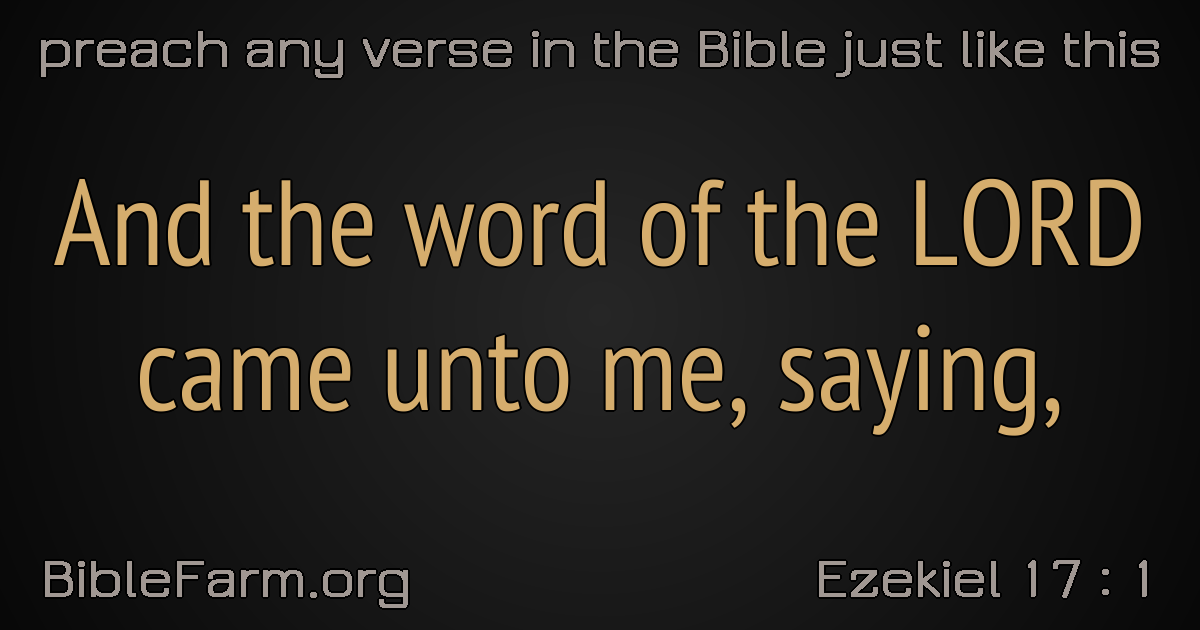 preach any verse in the Bible just like this
And the word of the LORD
came unto me, saying,
BibleFarm.org
Ezekiel 17 : 1